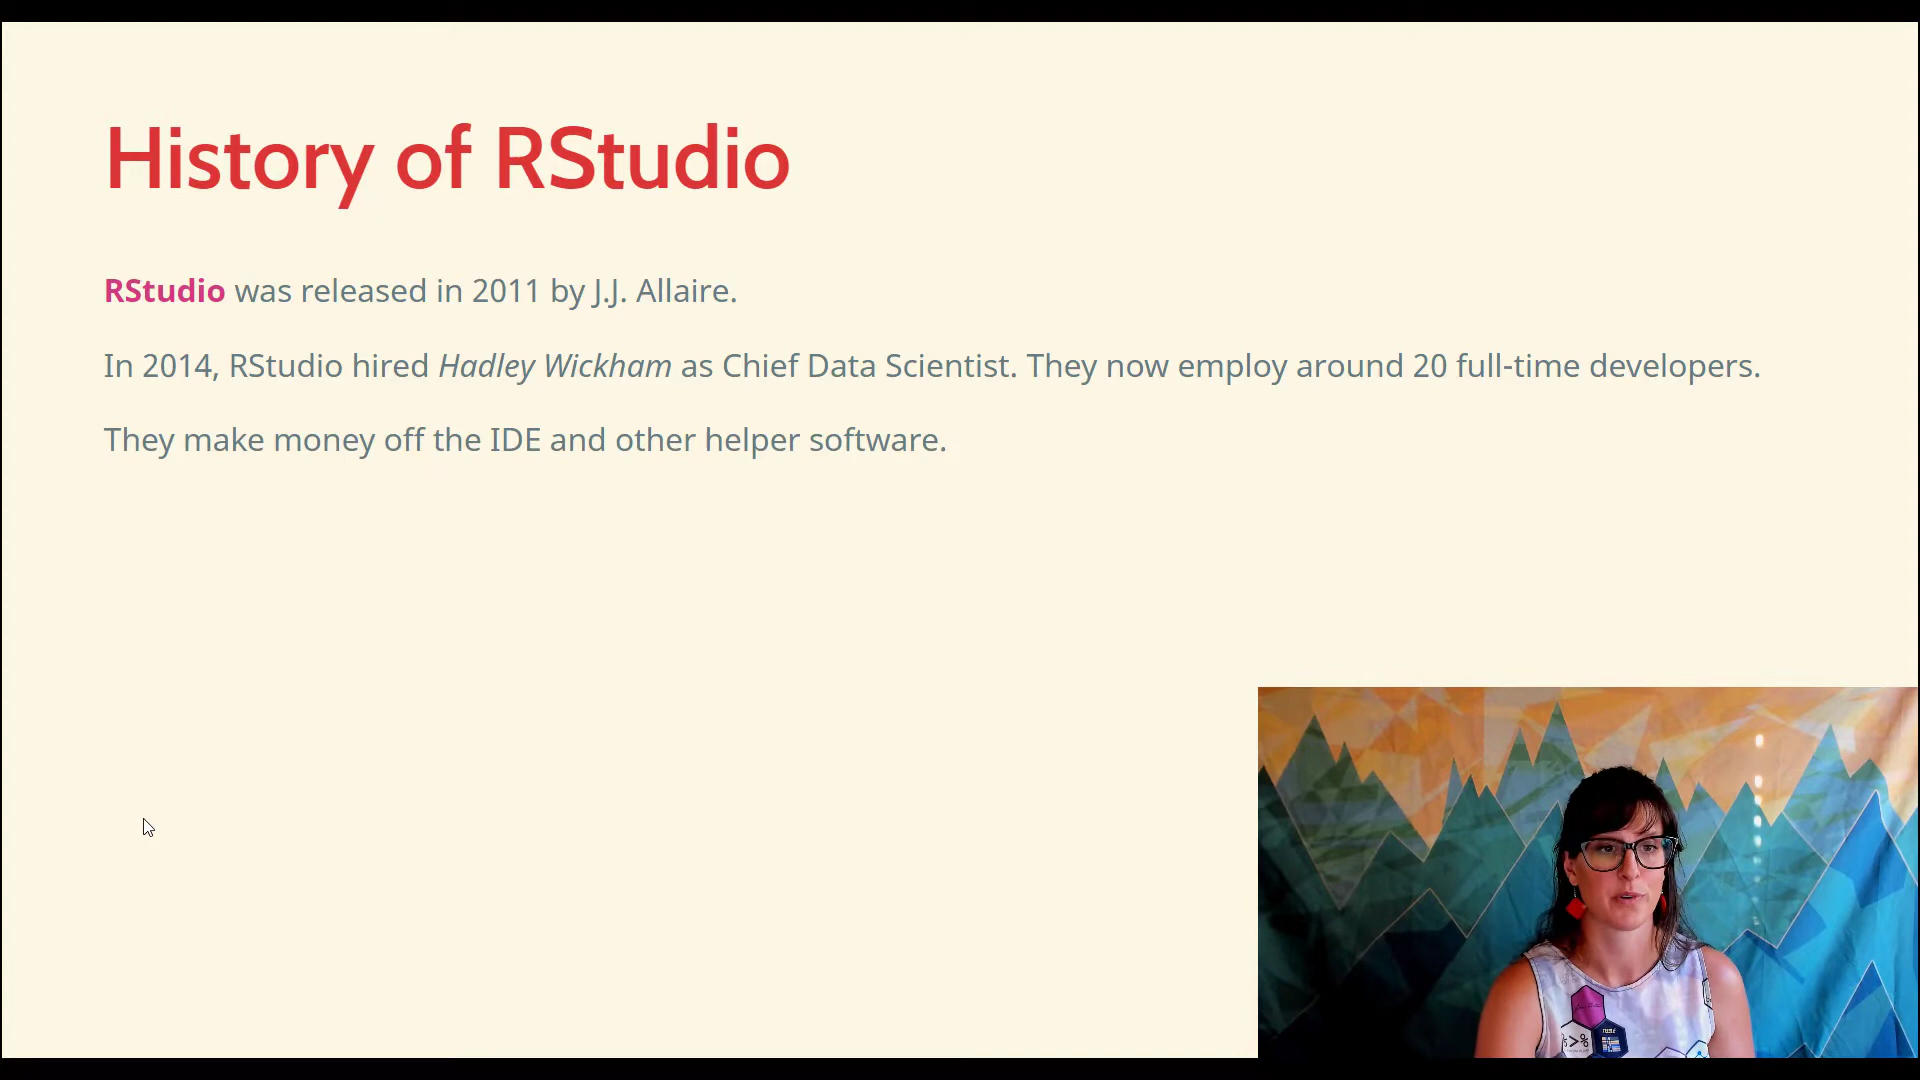 History of RStudio
RStudio was released in 2011 by J.J. Allaire.
In 2014, RStudio hired Hadley Wickham as Chief Data Scientist. They now employ around 20 full-time developers.
They make money off the IDE and other helper software.
%>%